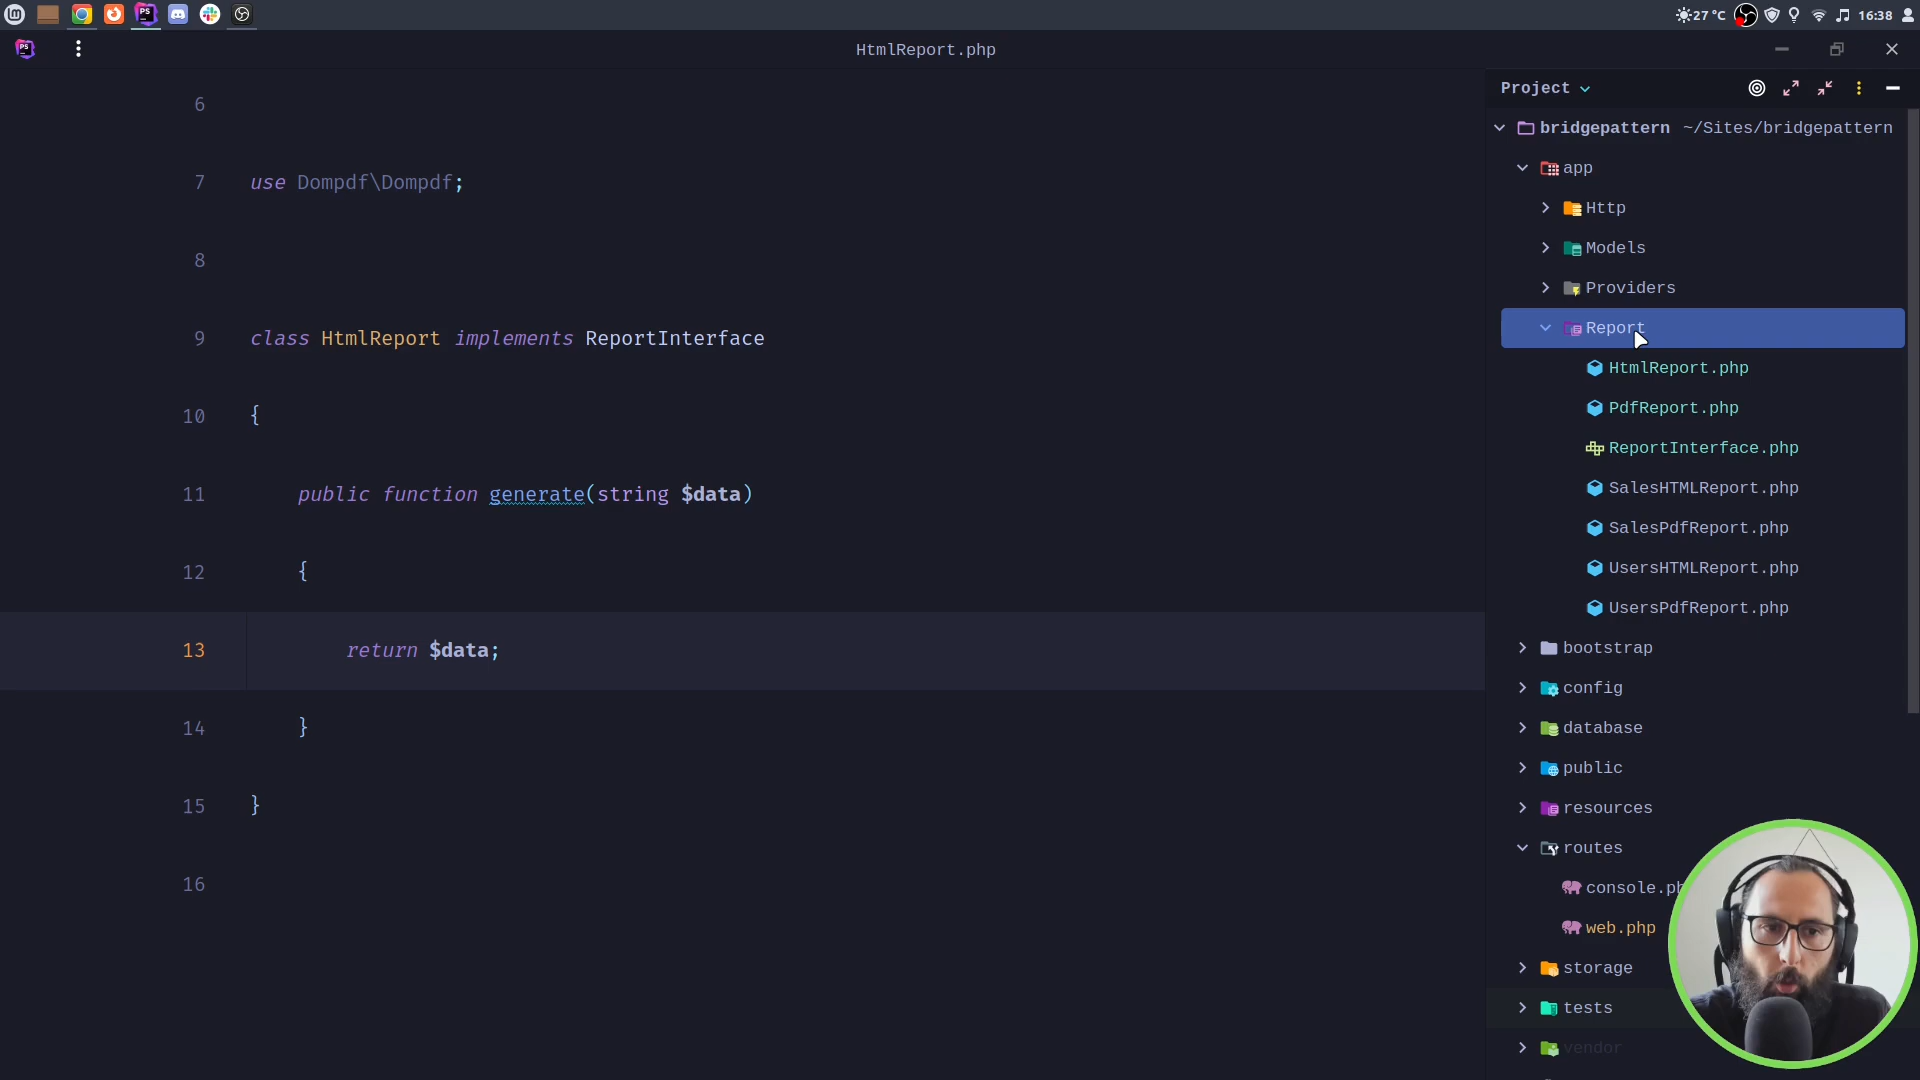 27 °C
16:38
PS
HtmlReport.php
6
7 use Dompdf\Dompdf;
8
9 class HtmlReport implements ReportInterface
10 {
11 public function generate(string $data)
12 {
13 return $data;
14 }
15 }
16
Project
bridgepattern ~/Sites/bridgepattern
app
Http
Models
Providers
Report
HtmlReport.php
PdfReport.php
ReportInterface.php
SalesHTMLReport.php
SalesPdfReport.php
UsersHTMLReport.php
UsersPdfReport.php
bootstrap
config
database
public
resources
routes
console.ph
web.php
storage
tests
vendor